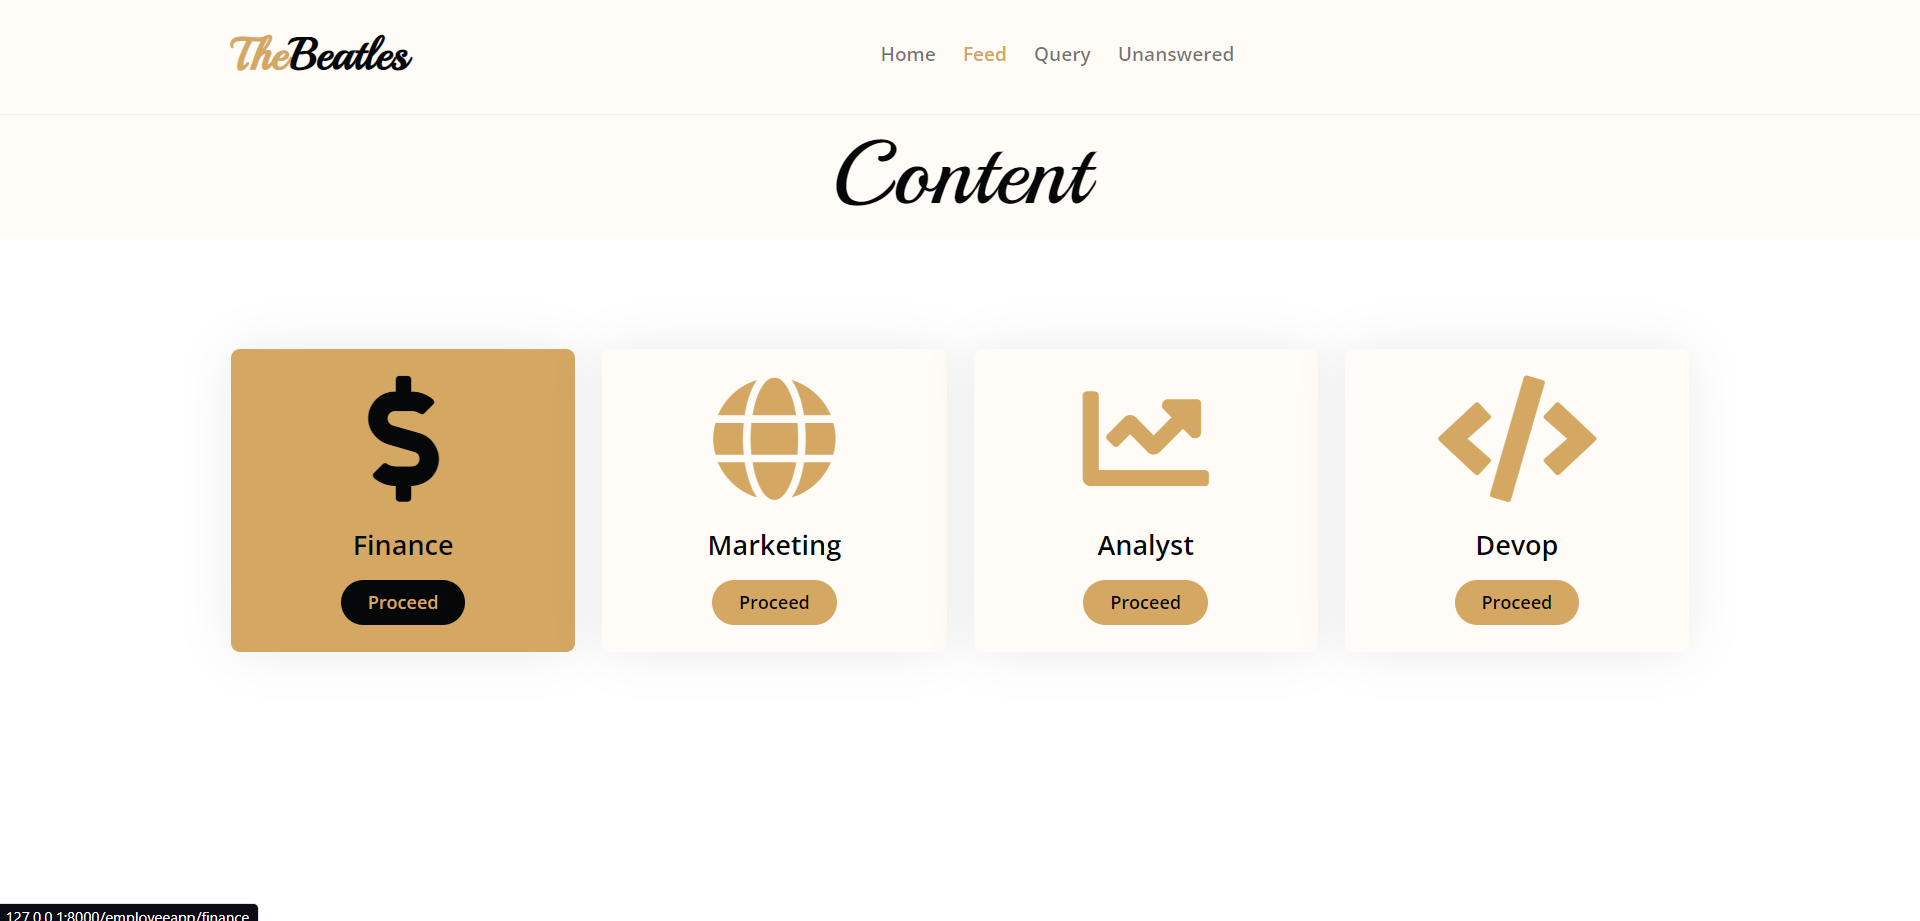 TheBeatles
Home Feed Query Unanswered
Content
Finance Marketing Analyst Devop
Proceed Proceed Proceed Proceed
127.0.0.1:8000/employeeapp/finance